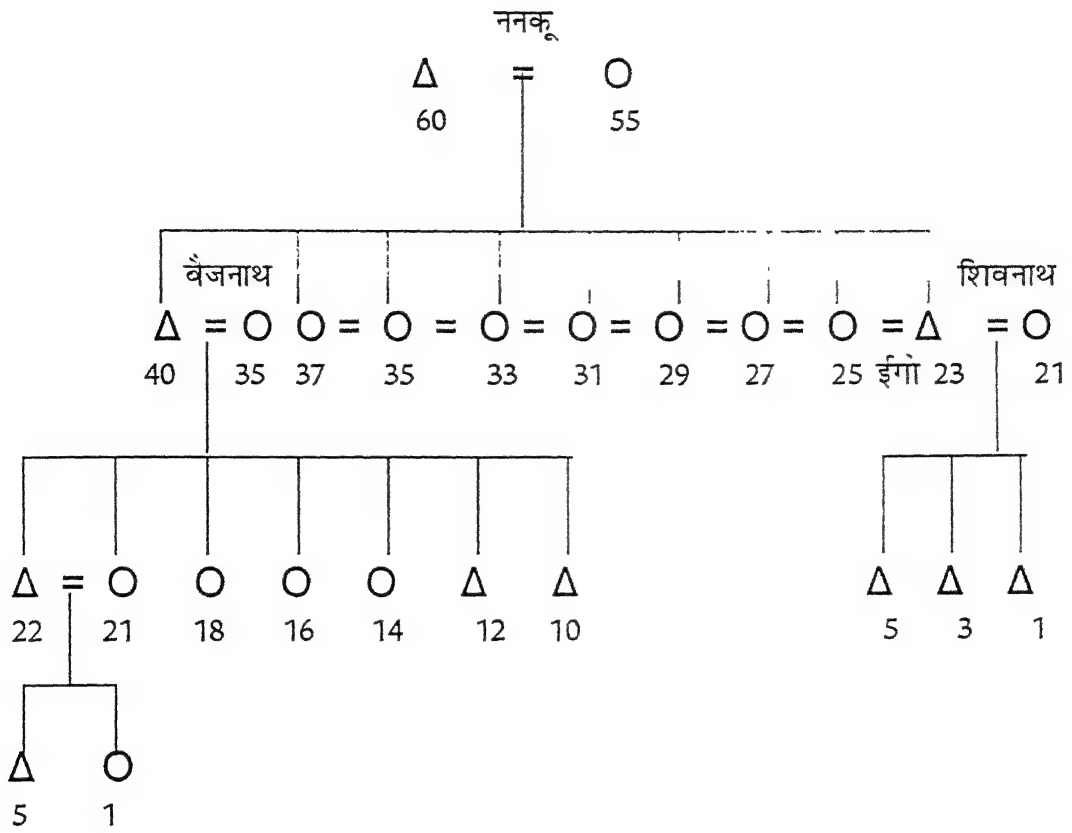 ननकू
Δ = O
60 55
बैजनाथ शिवनाथ
Δ = O O = O = O = O = O = O = O = Δ = O
40 35 37 35 33 31 29 27 25 ईगो 23 21
Δ = O O O O Δ Δ Δ Δ Δ
22 21 18 16 14 12 10 5 3 1
Δ O
5 1